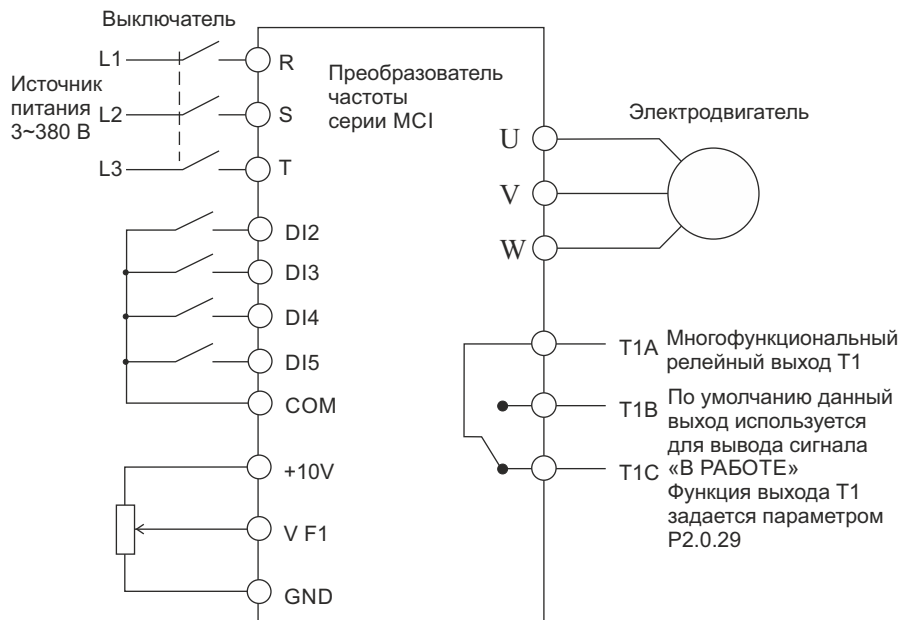 Выключатель
L1
R
Источник
питания
3~380 В
L2
S
L3
T
Преобразователь
частоты
серии MCI
Электродвигатель
U
V
W
DI2
DI3
DI4
DI5
COM
+10V
V F1
GND
T1A
Многофункциональный
релейный выход T1
T1B
T1C
По умолчанию данный
выход используется
для вывода сигнала
«В РАБОТЕ»
Функция выхода T1
задается параметром
P2.0.29